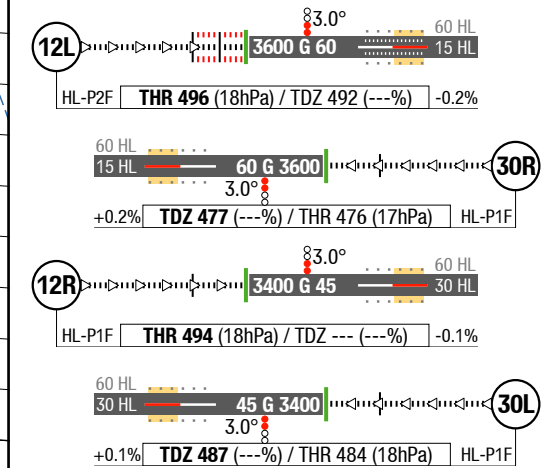 3.0° 60 HL
12L 3600 G 60 15 HL
HL-P2F THR 496 (18hPa) / TDZ 492 (---%) -0.2%
60 HL
15 HL 60 G 3600 30R
3.0°
+0.2% TDZ 477 (---%) / THR 476 (17hPa) HL-P1F
3.0° 60 HL
12R 3400 G 45 30 HL
HL-P1F THR 494 (18hPa) / TDZ --- (---%) -0.1%
60 HL
30 HL 45 G 3400 30L
3.0°
+0.1% TDZ 487 (---%) / THR 484 (18hPa) HL-P1F